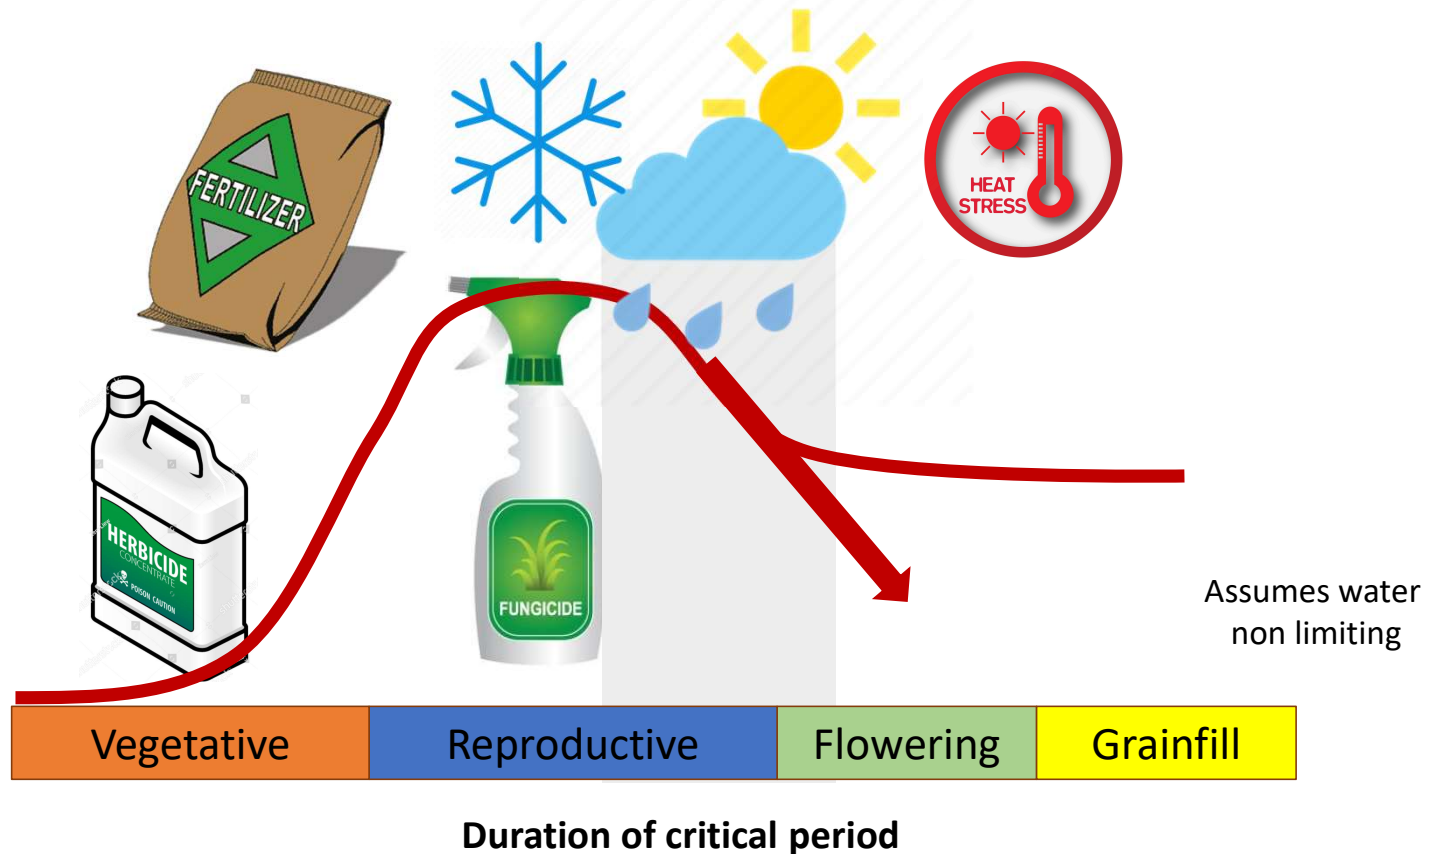 FERTILIZER
HEAT
STRESS
HERBICIDE
CONCENTRATE
POISON CAUTION
FUNGICIDE
Assumes water
non limiting
Vegetative
Reproductive
Flowering
Grainfill
Duration of critical period